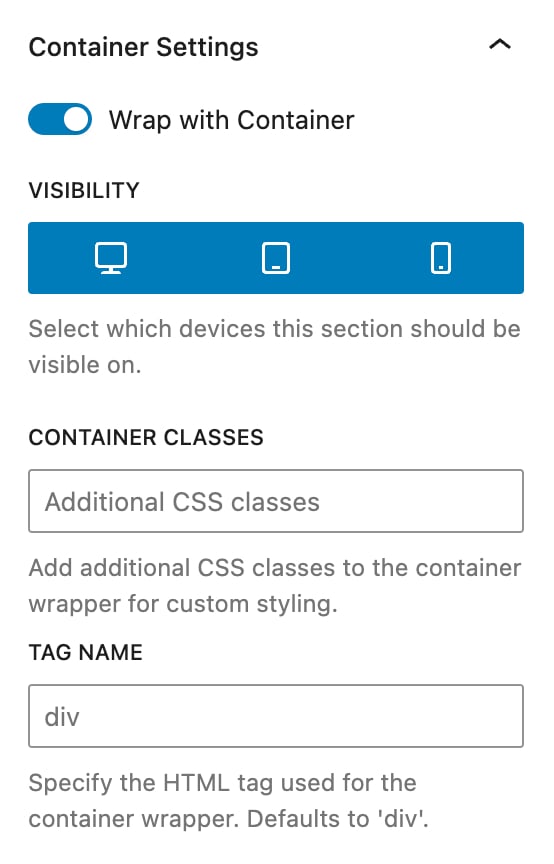 Container Settings
Wrap with Container
VISIBILITY
Select which devices this section should be
visible on.
CONTAINER CLASSES
Additional CSS classes
Add additional CSS classes to the container
wrapper for custom styling.
TAG NAME
div
Specify the HTML tag used for the
container wrapper. Defaults to 'div'.